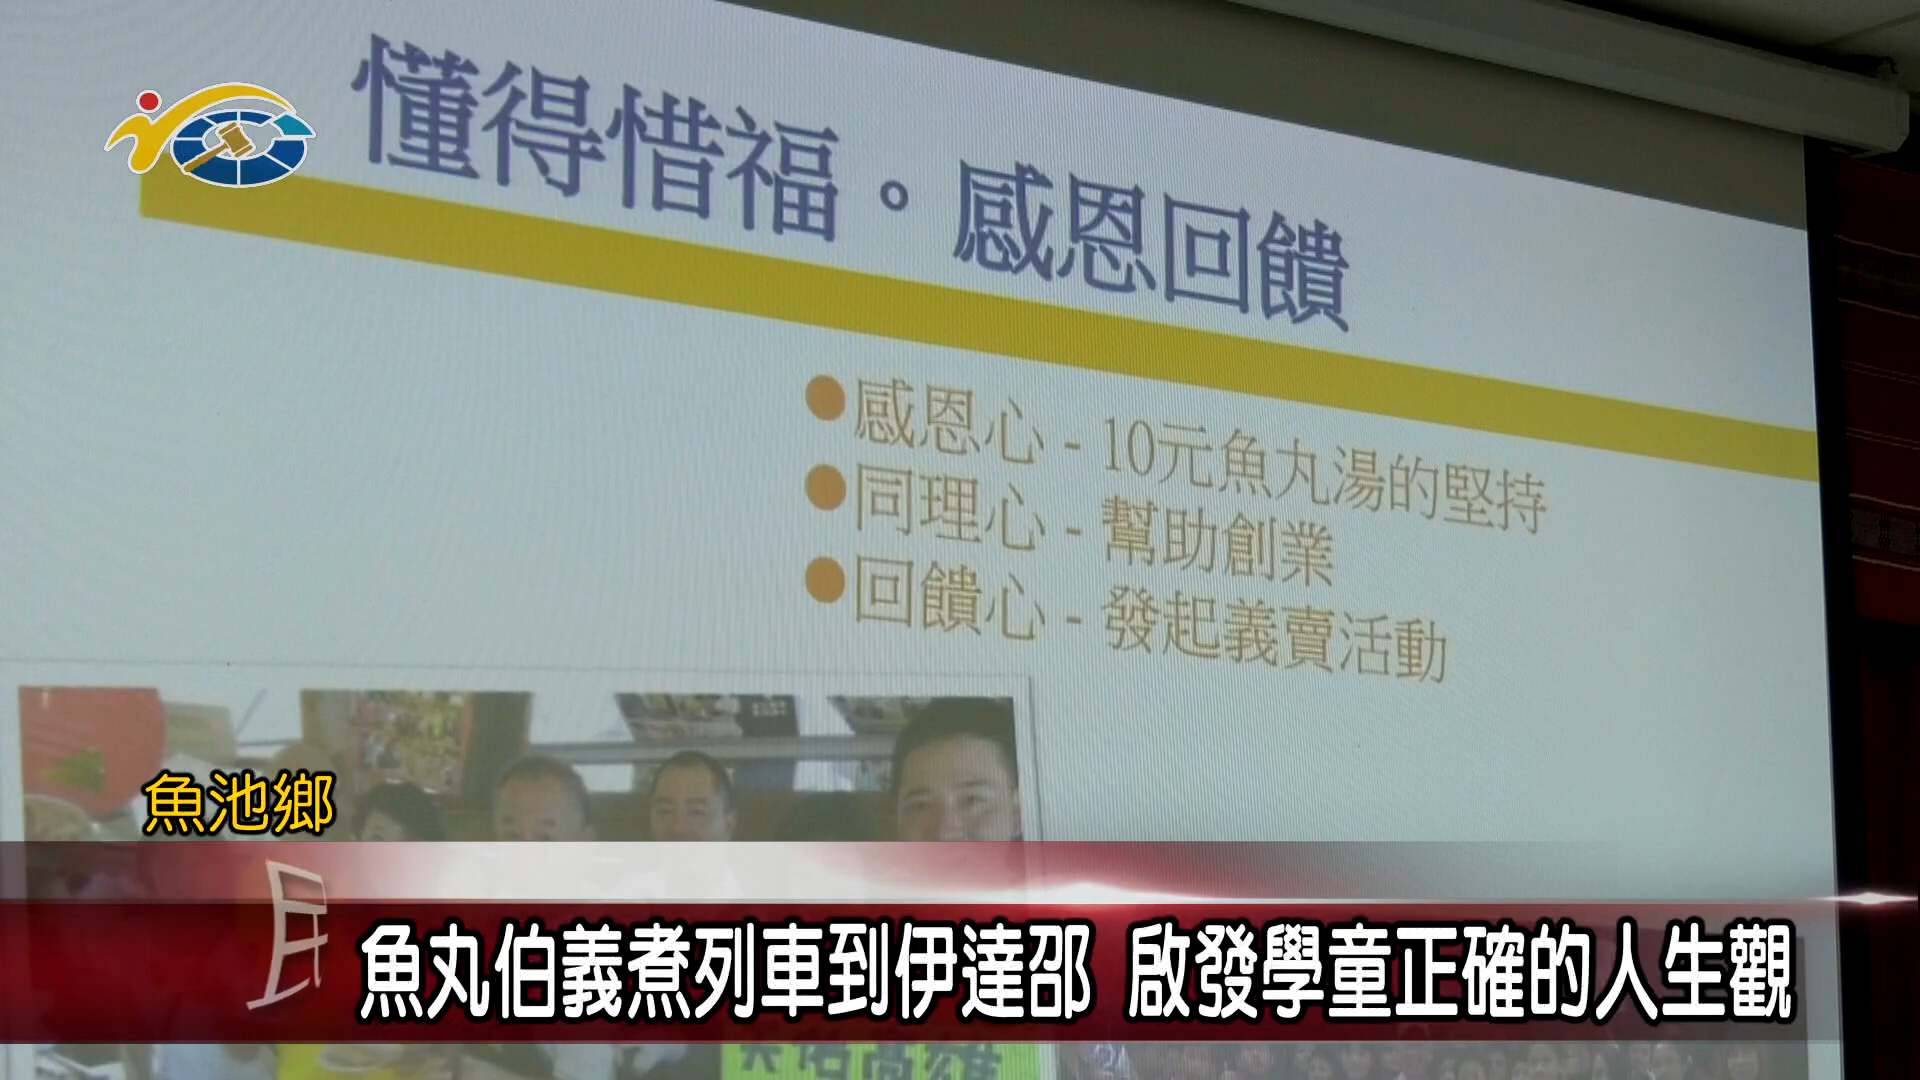 懂得惜福。感恩回饋
●感恩心 - 10元魚丸湯的堅持
●同理心 - 幫助創業
●回饋心 - 發起義賣活動
魚池鄉
魚丸伯義煮列車到伊達邵 啟發學童正確的人生觀